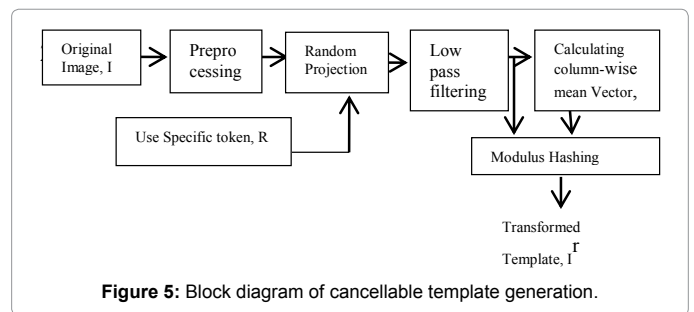 Original
Image, I
Prepro
cessing
Random
Projection
Low
pass
filtering
Calculating
column-wise
mean Vector,
Use Specific token, R
Modulus Hashing
Transformed
Template, I r
Figure 5: Block diagram of cancellable template generation.